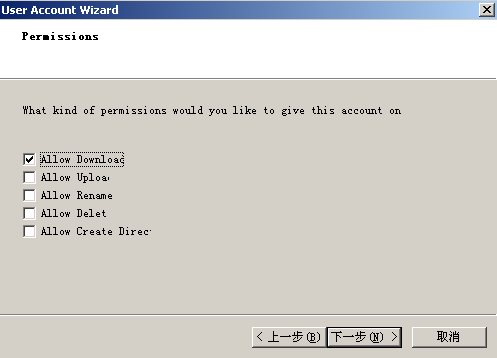 User Account Wizard
Permissions
What kind of permissions would you like to give this account on
Allow Download
Allow Uploa
Allow Rename
Allow Delet
Allow Create Direc
< 上一步(B)
下一步(N) >
取消